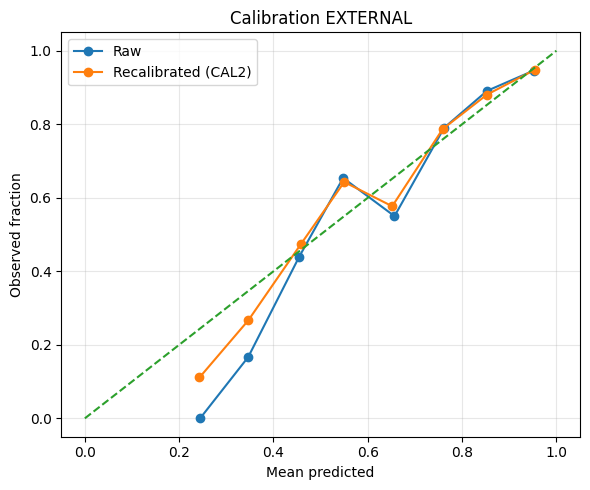 Calibration EXTERNAL
Raw
Recalibrated (CAL2)
Observed fraction
1.0
0.8
0.6
0.4
0.2
0.0
0.0 0.2 0.4 0.6 0.8 1.0
Mean predicted